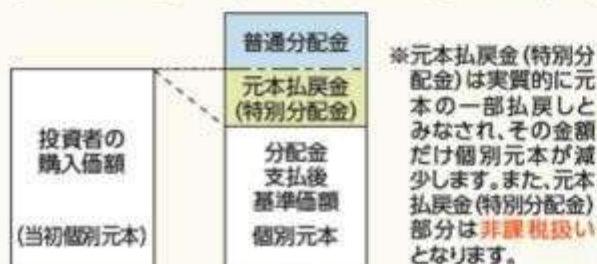 投資者の
購入価額
(当初個別元本)
普通分配金
元本払戻金
(特別分配金)
分配金
支払後
基準価額
個別元本
※元本払戻金(特別分
配金)は実質的に元
本の一部払戻しと
みなされ、その金額
だけ個別元本が減
少します。また、元本
払戻金(特別分配金)
部分は非課税扱い
となります。